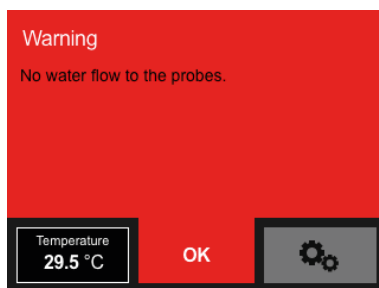 Warning
No water flow to the probes.
Temperature
29.5 °C
OK